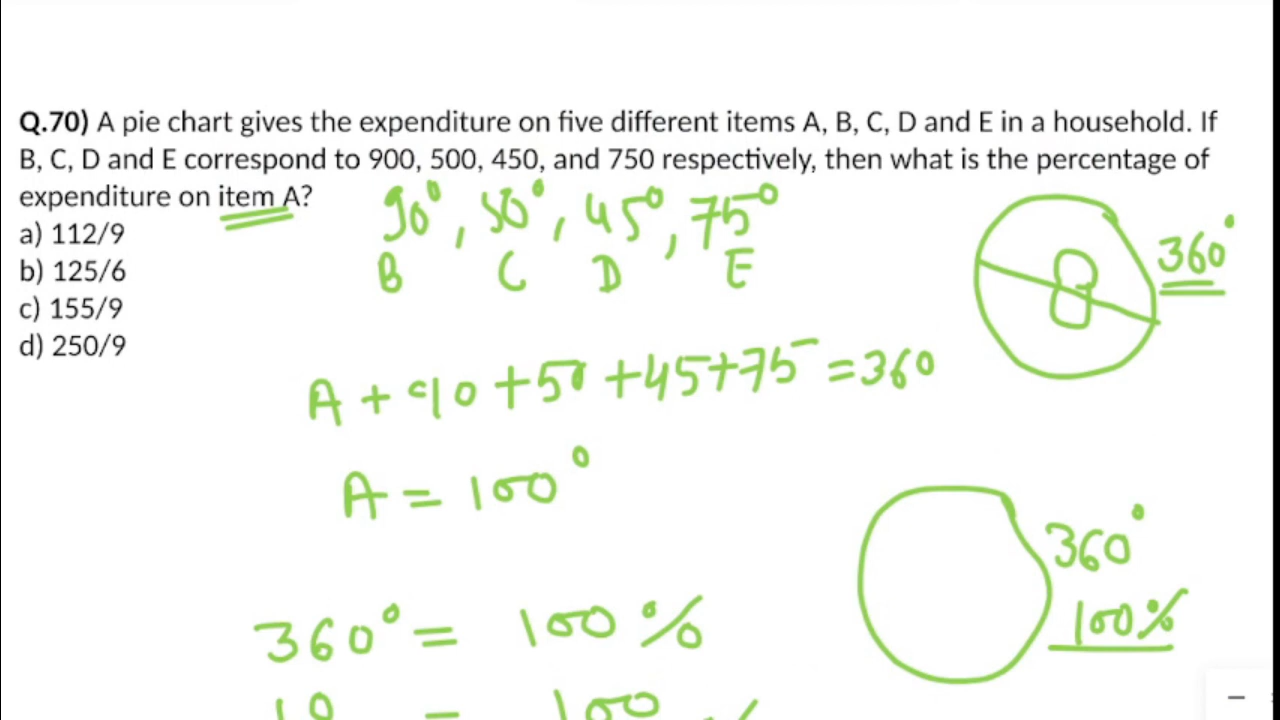 Q.70) A pie chart gives the expenditure on five different items A, B, C, D and E in a household. If
B, C, D and E correspond to 900, 500, 450, and 750 respectively, then what is the percentage of
expenditure on item A?
a) 112/9
b) 125/6
c) 155/9
d) 250/9
90°, 50°, 45°, 75°
B C D E
360°
A + 90 + 50 + 45 + 75 = 360
A = 100°
360°
100%
360° = 100 %
10 = 100 %